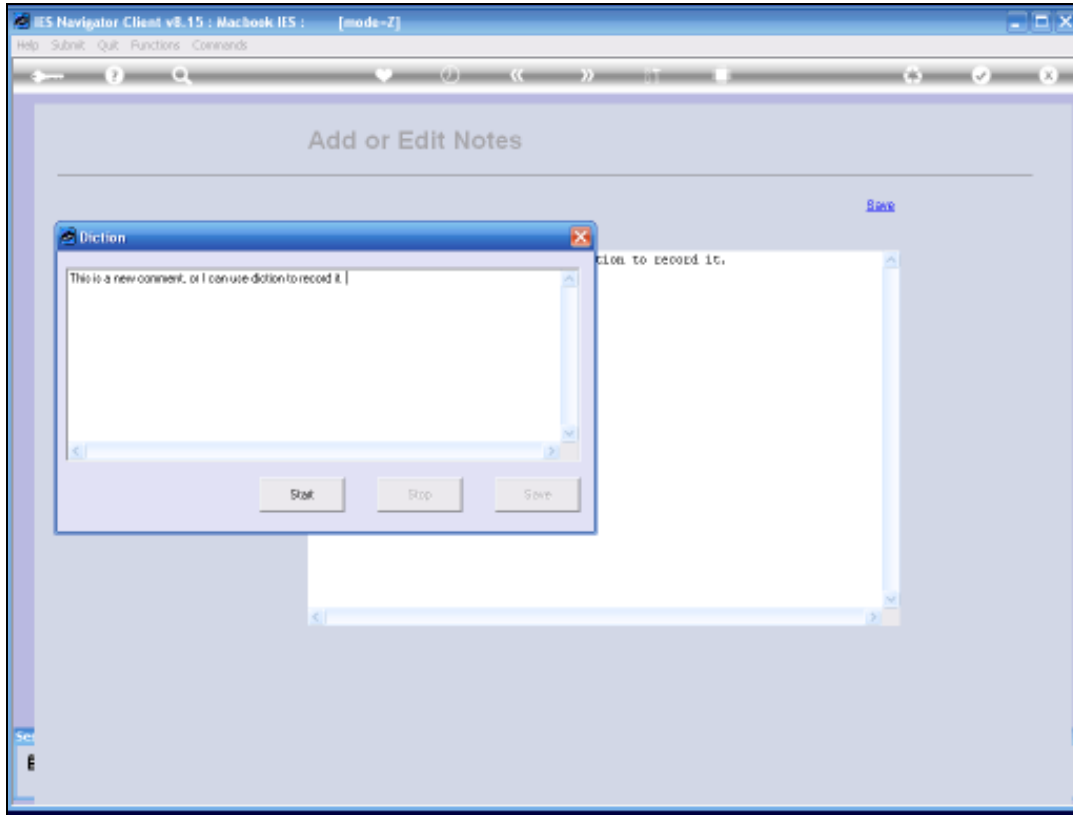 IES Navigator Client v8.15 : Macbook IES : [mode=Z]
Help Submit Quit Functions Commands
Add or Edit Notes
Save
Diction
tion to record it.
This is a new comment, or I can use diction to record it.
Start Stop Save